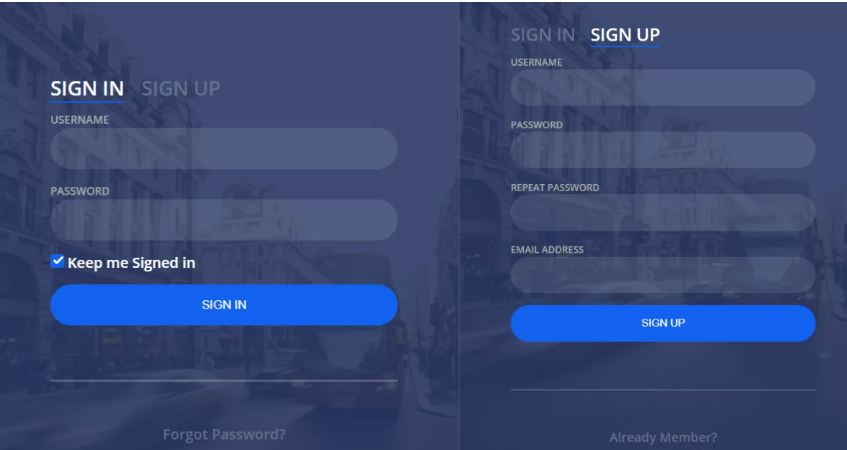 SIGN IN SIGN UP
USERNAME
PASSWORD
Keep me Signed in
SIGN IN
Forgot Password?
SIGN IN SIGN UP
USERNAME
PASSWORD
REPEAT PASSWORD
EMAIL ADDRESS
SIGN UP
Already Member?